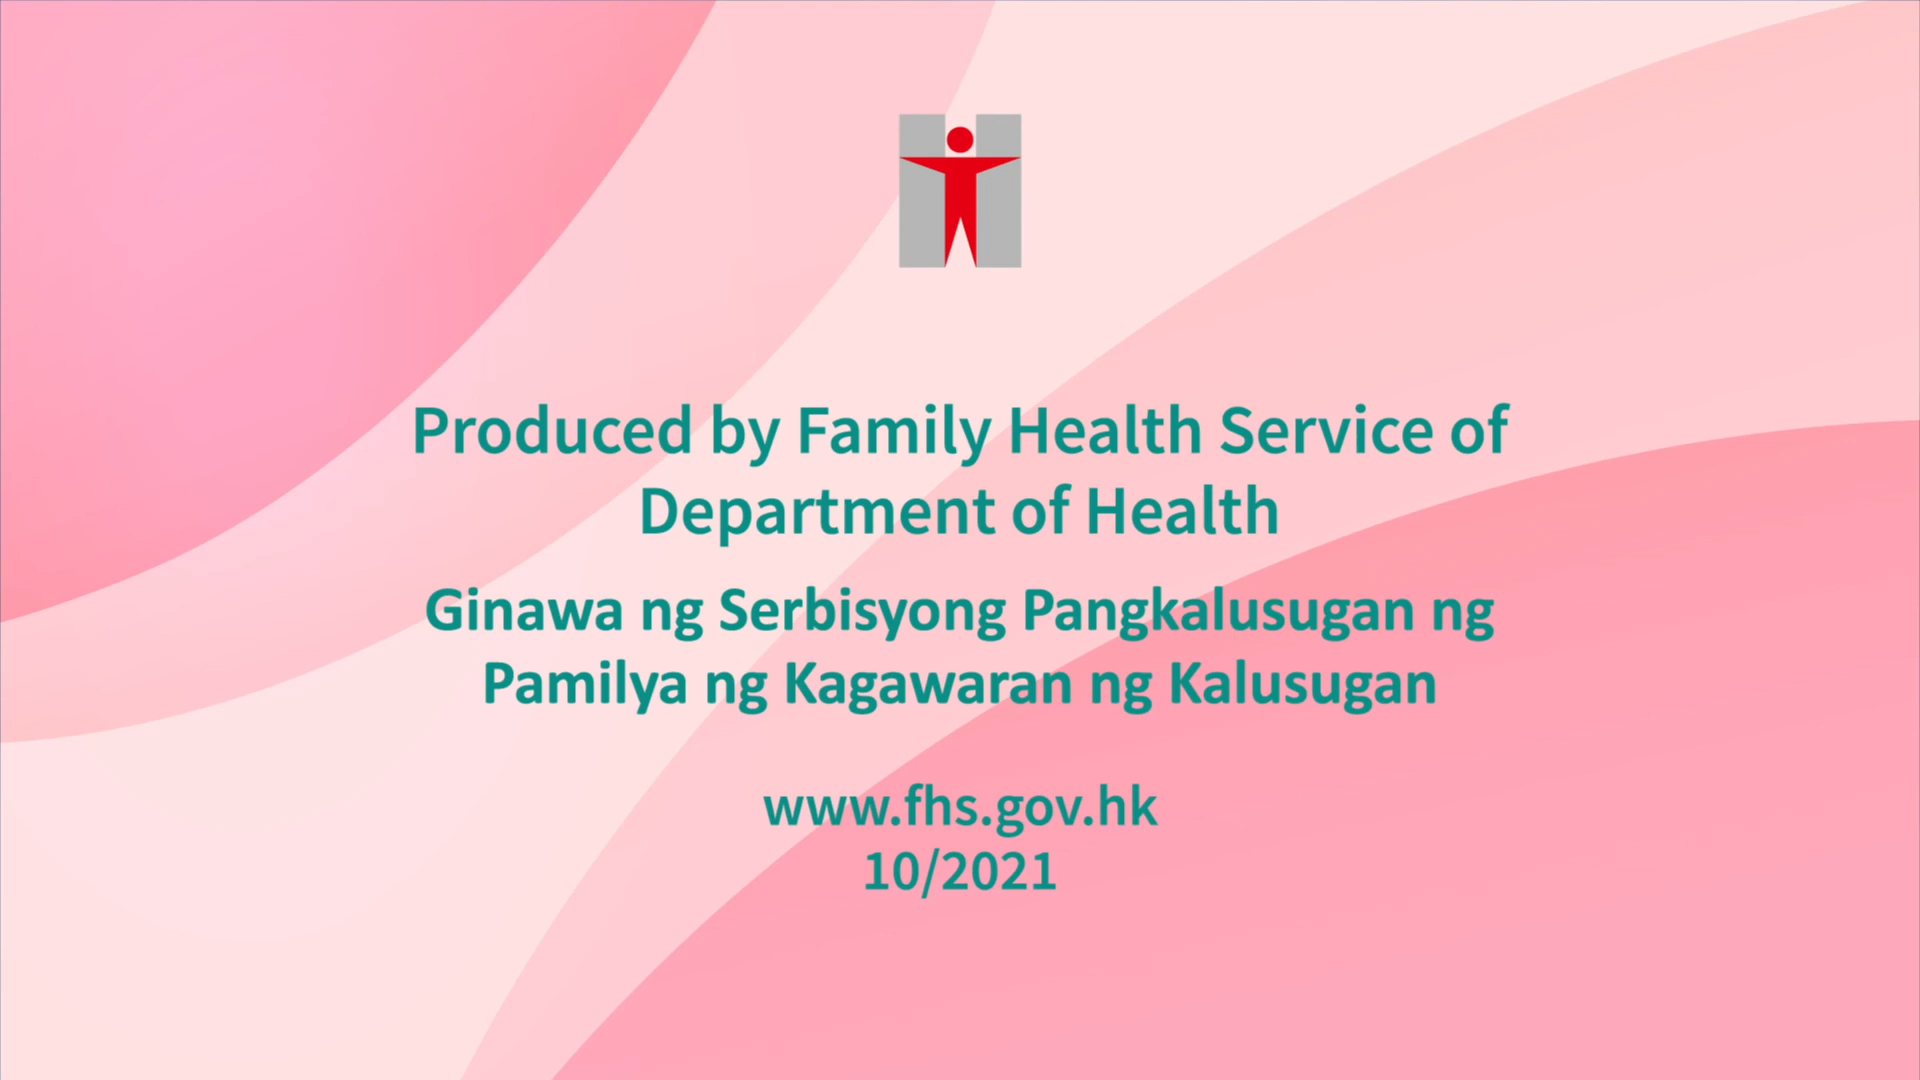 Produced by Family Health Service of
Department of Health
Ginawa ng Serbisyong Pangkalusugan ng
Pamilya ng Kagawaran ng Kalusugan
www.fhs.gov.hk
10/2021